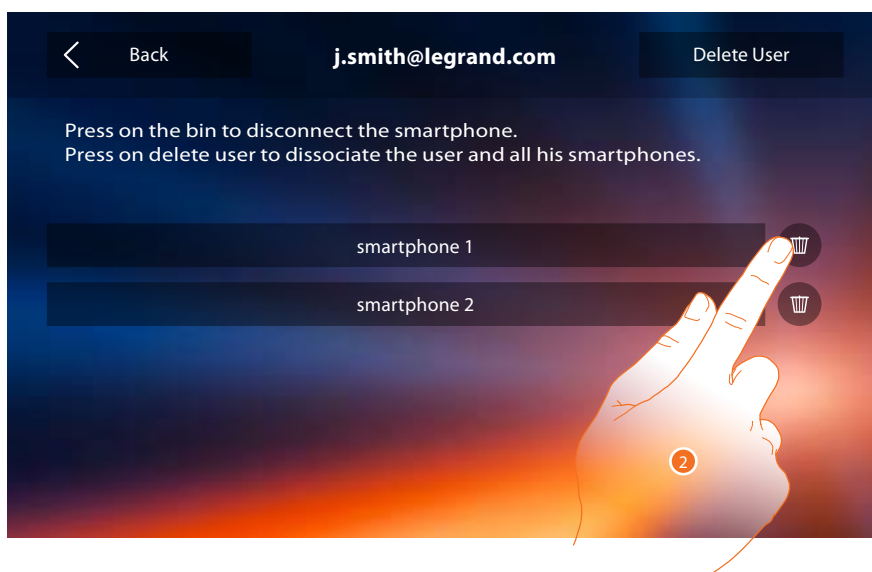 Back
j.smith@legrand.com
Delete User
Press on the bin to disconnect the smartphone.
Press on delete user to dissociate the user and all his smartphones.
smartphone 1
smartphone 2
2